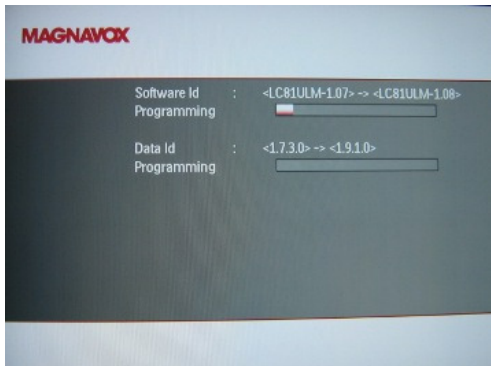 MAGNAVOX
Software Id : <LC81ULM-1.07> -> <LC81ULM-1.08>
Programming
Data Id : <1.7.3.0> -> <1.9.1.0>
Programming